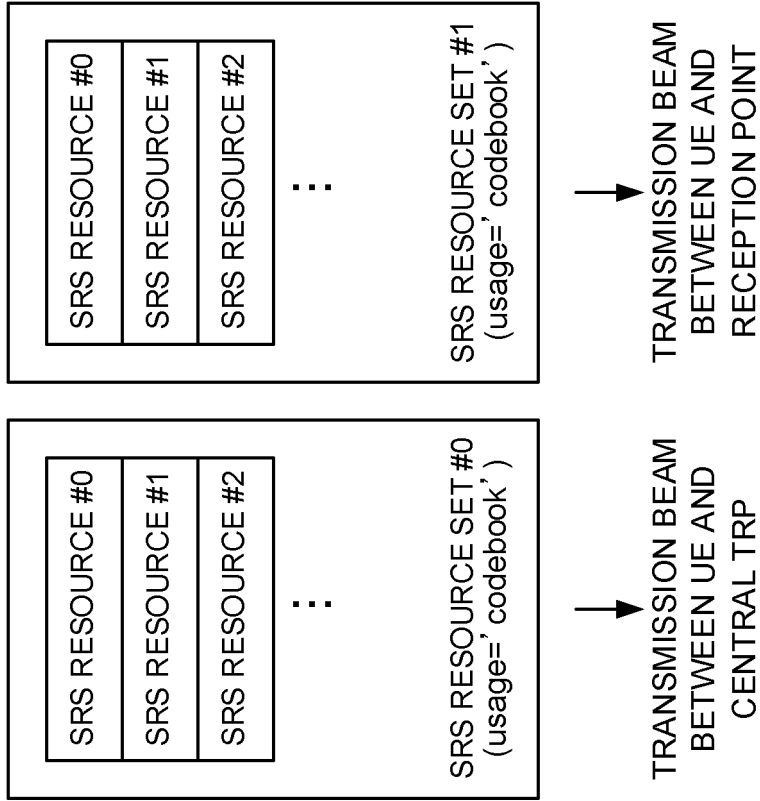 SRS RESOURCE #0
SRS RESOURCE #1
SRS RESOURCE #2
...
SRS RESOURCE SET #0
(usage=’ codebook’ )
TRANSMISSION BEAM
BETWEEN UE AND
CENTRAL TRP
SRS RESOURCE #0
SRS RESOURCE #1
SRS RESOURCE #2
...
SRS RESOURCE SET #1
(usage=’ codebook’ )
TRANSMISSION BEAM
BETWEEN UE AND
RECEPTION POINT